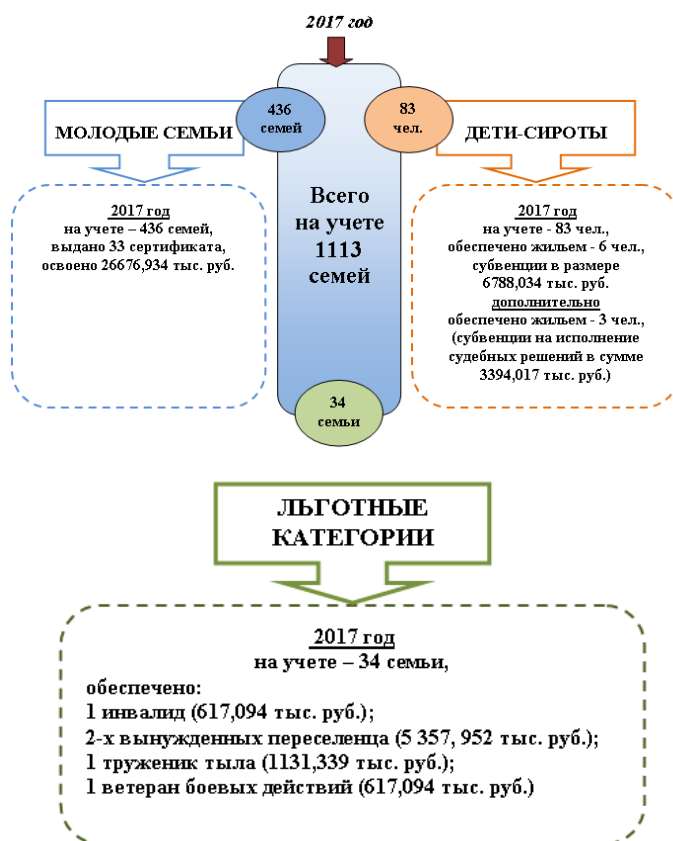 2017 год
436
семей
83
чел.
МОЛОДЫЕ СЕМЬИ
ДЕТИ-СИРОТЫ
Всего
на учете
1113
семей
2017 год
на учете – 436 семей,
выдано 33 сертификата,
освоено 26676,934 тыс. руб.
2017 год
на учете - 83 чел.,
обеспечено жильем - 6 чел.,
субвенции в размере
6788,034 тыс. руб.
дополнительно
обеспечено жильем - 3 чел.,
(субвенции на исполнение
судебных решений в сумме
3394,017 тыс. руб.)
34
семьи
ЛЬГОТНЫЕ
КАТЕГОРИИ
2017 год
на учете – 34 семьи,
обеспечено:
1 инвалид (617,094 тыс. руб.);
2-х вынужденных переселенца (5 357, 952 тыс. руб.);
1 труженик тыла (1131,339 тыс. руб.);
1 ветеран боевых действий (617,094 тыс. руб.)